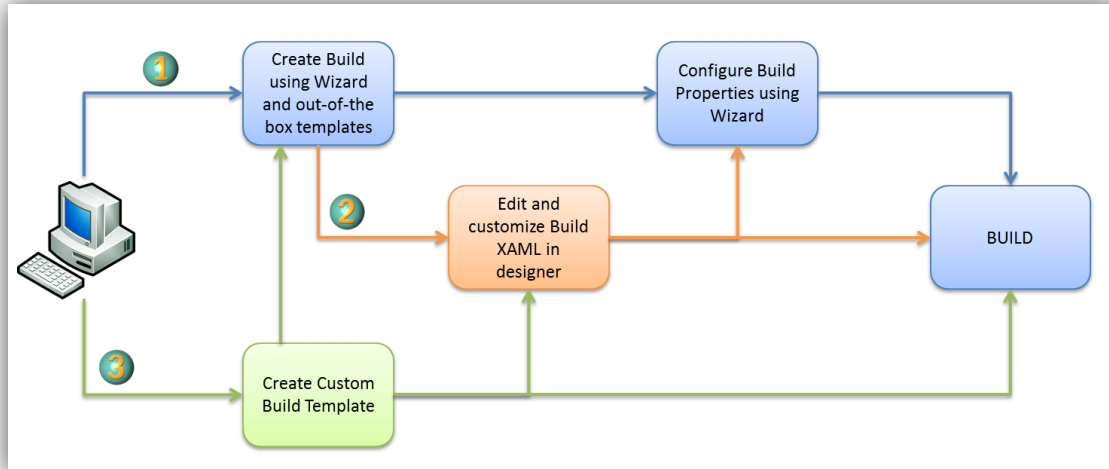 1
Create Build
using Wizard
and out-of-the
box templates
Configure Build
Properties using
Wizard
2
Edit and
customize Build
XAML in
designer
BUILD
3
Create Custom
Build Template